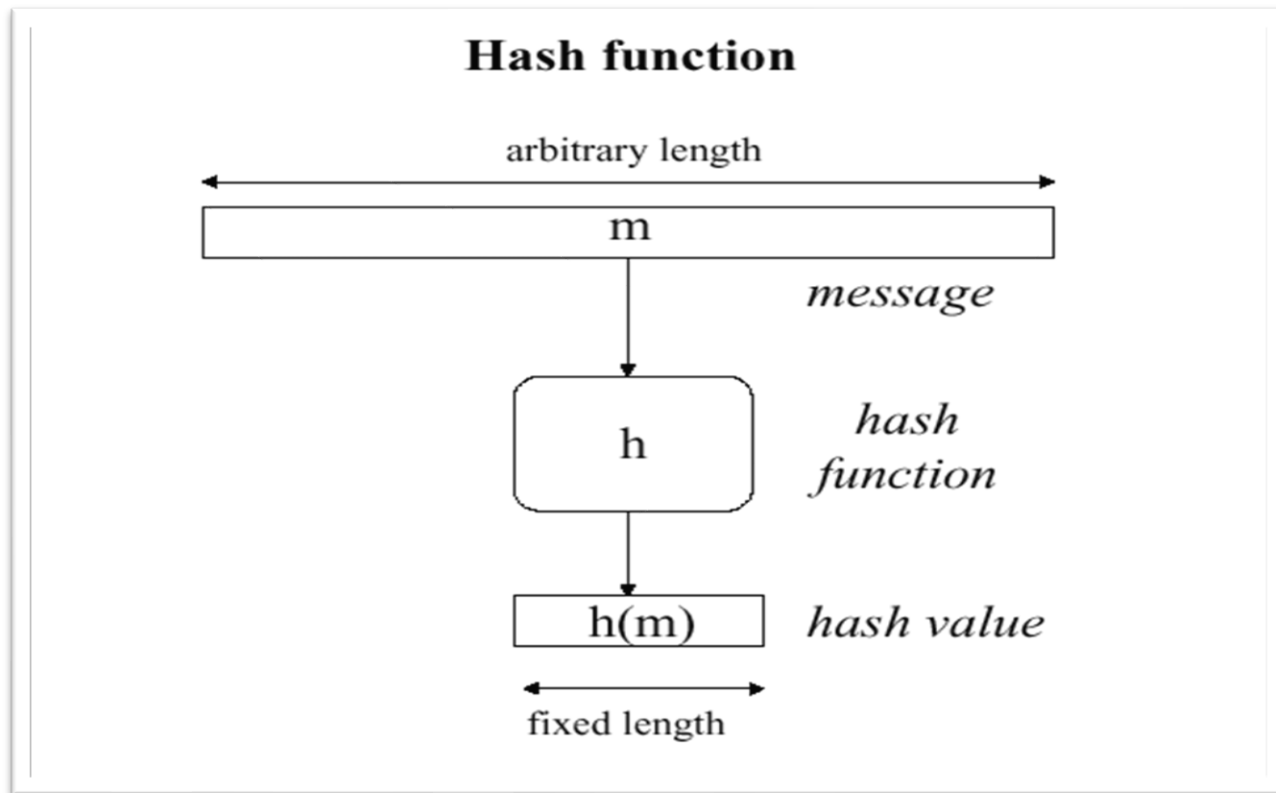 Hash function
arbitrary length
m
message
h
hash
function
h(m)
hash value
fixed length